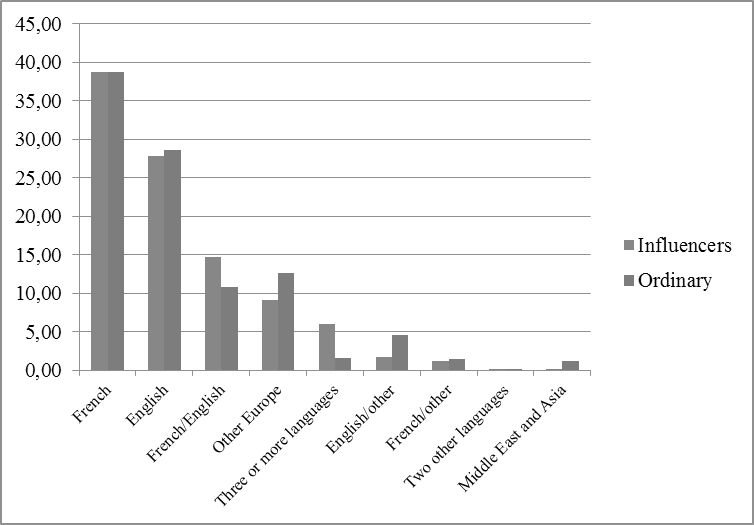 45,00
40,00
35,00
30,00
25,00
20,00
15,00
10,00
5,00
0,00
French
English
French/English
Other Europe
Three or more languages
English/other
French/other
Two other languages
Middle East and Asia
Influencers
Ordinary